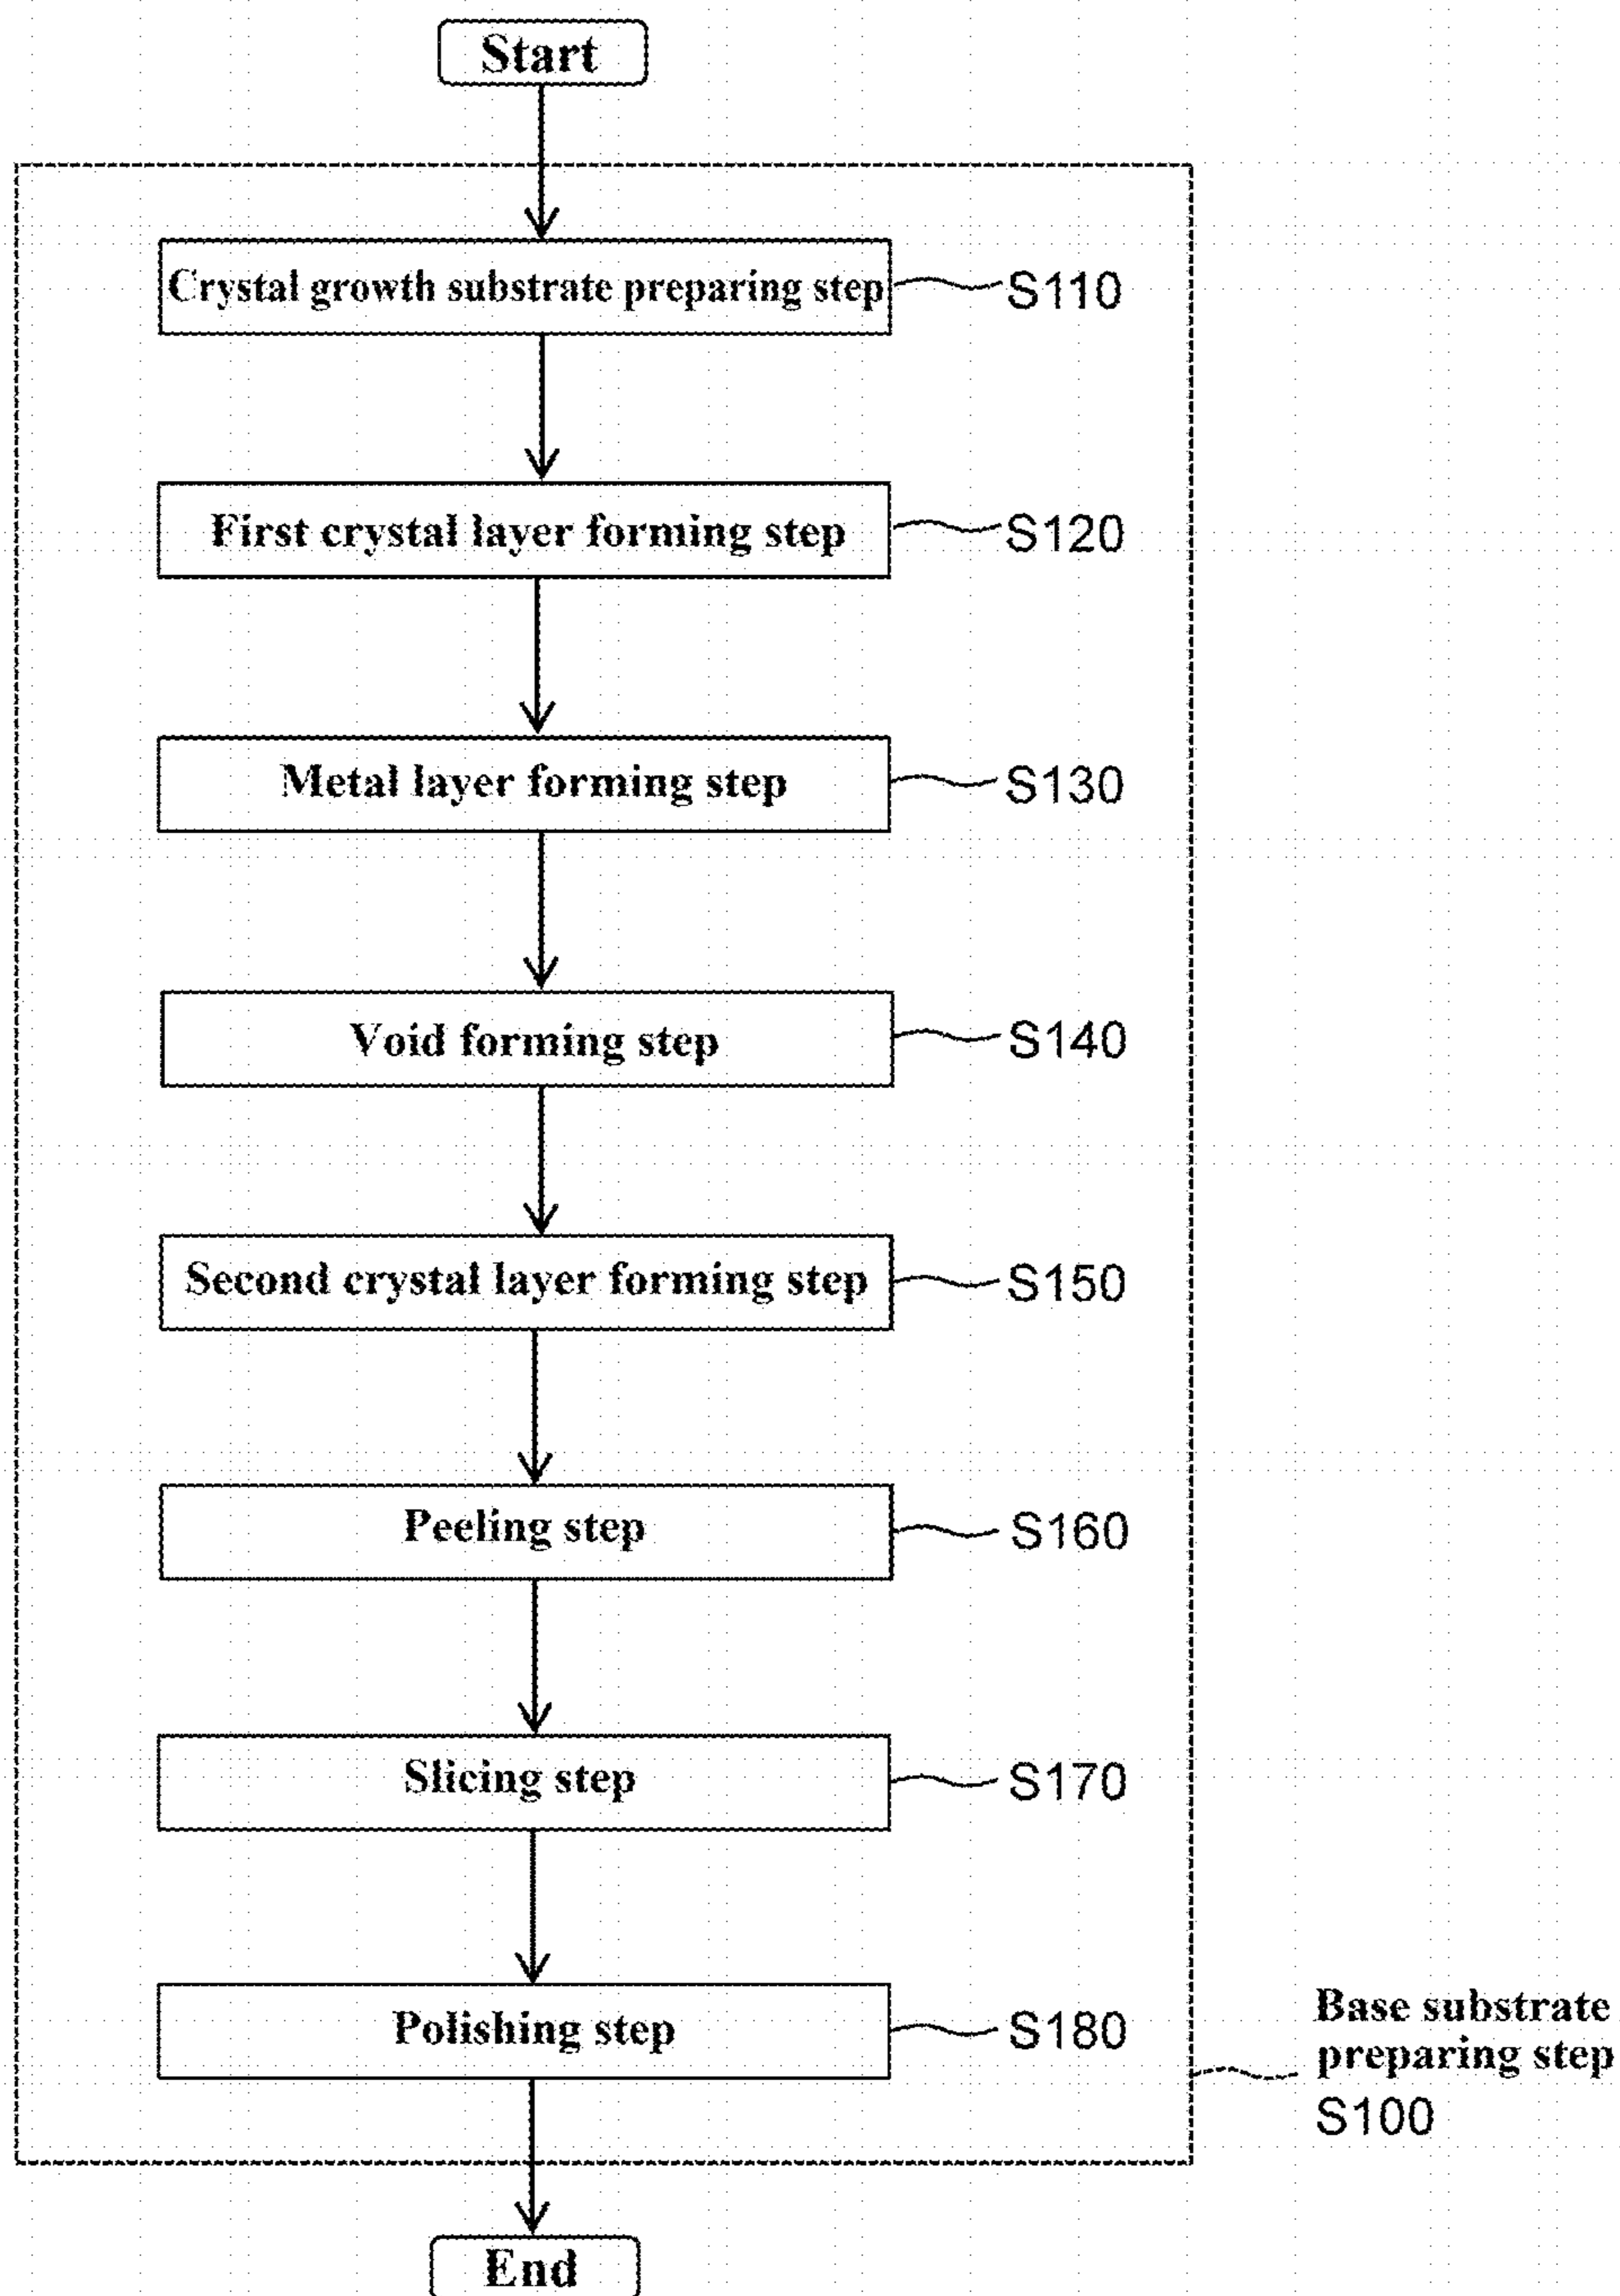 Start
Crystal growth substrate preparing step
S110
First crystal layer forming step
S120
Metal layer forming step
S130
Void forming step
S140
Second crystal layer forming step
S150
Peeling step
S160
Slicing step
S170
Polishing step
S180
Base substrate
preparing step
S100
End